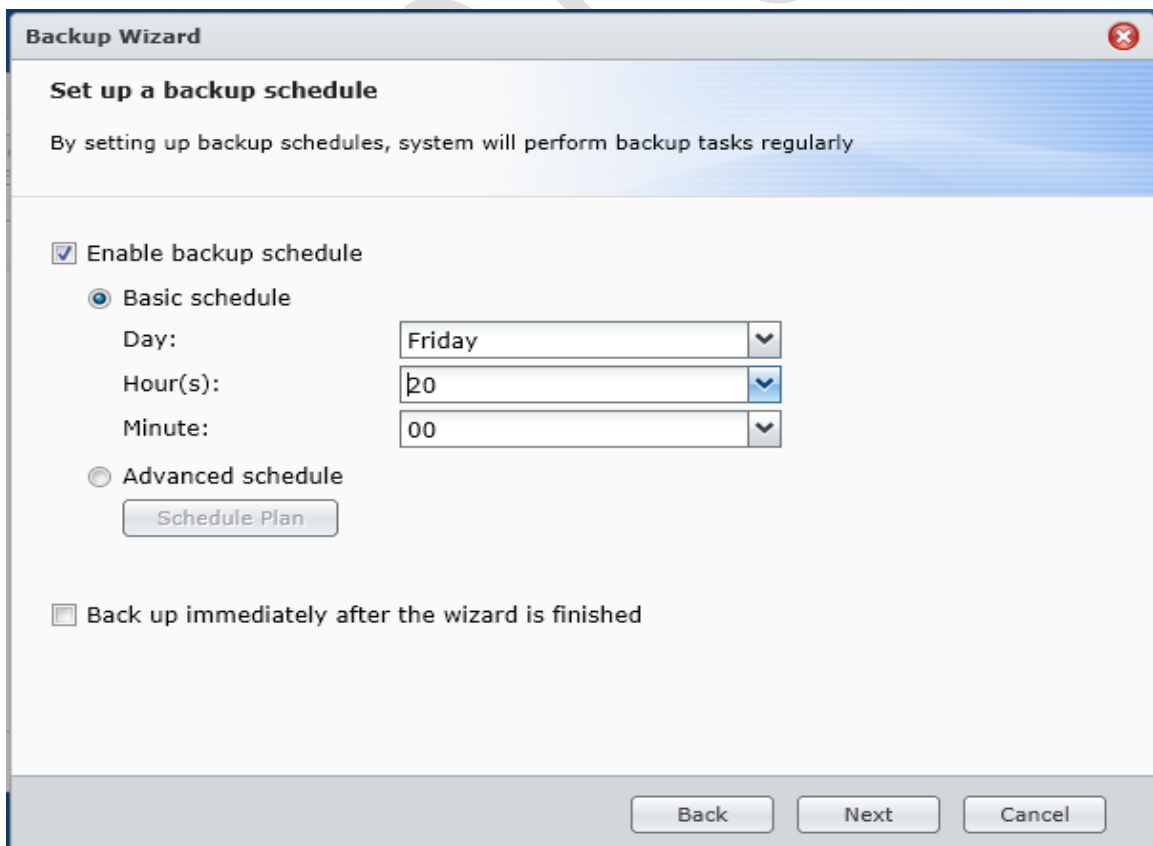 Backup Wizard
Set up a backup schedule
By setting up backup schedules, system will perform backup tasks regularly
Enable backup schedule
Basic schedule
Day: Friday
Hour(s): 20
Minute: 00
Advanced schedule
Schedule Plan
Back up immediately after the wizard is finished
Back Next Cancel